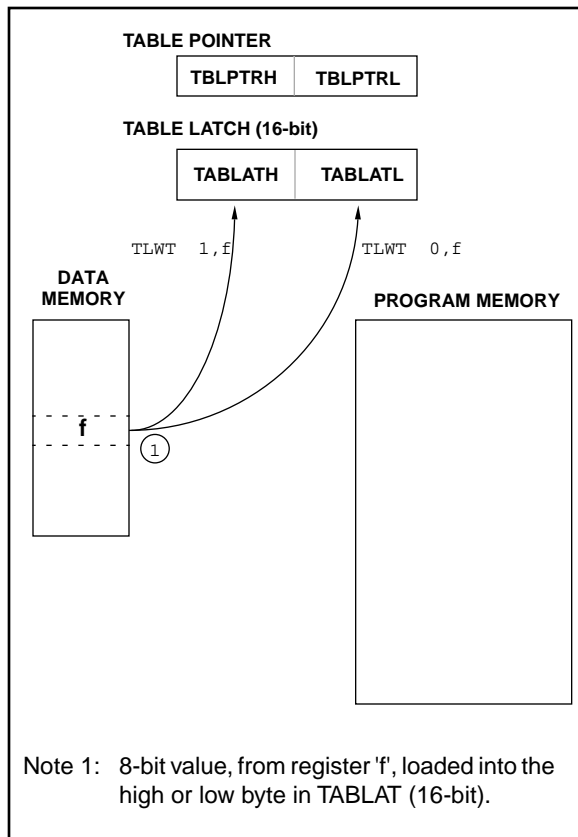 TABLE POINTER
TBLPTRH TBLPTRL
TABLE LATCH (16-bit)
TABLATH TABLATL
TLWT 1,f TLWT 0,f
DATA
MEMORY
PROGRAM MEMORY
f
1
Note 1: 8-bit value, from register 'f', loaded into the
high or low byte in TABLAT (16-bit).